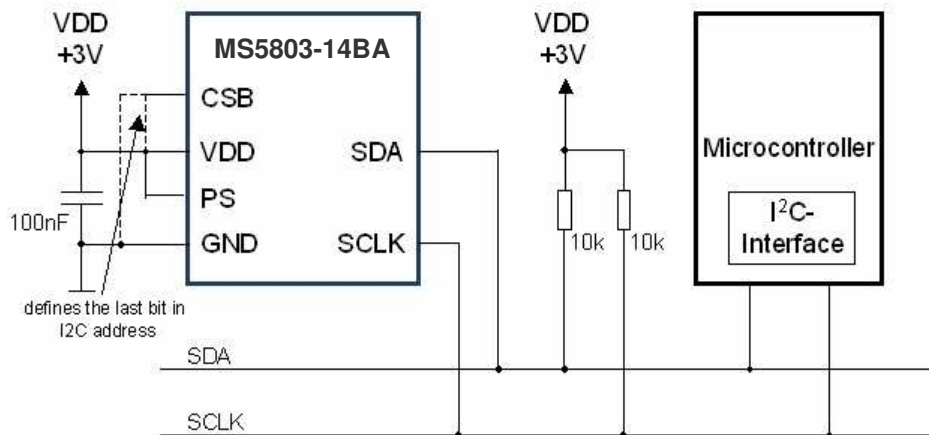 VDD
+3V
MS5803-14BA
CSB
VDD
PS
GND
SDA
SCLK
100nF
defines the last bit in
I2C address
VDD
+3V
10k
10k
Microcontroller
I²C-
Interface
SDA
SCLK